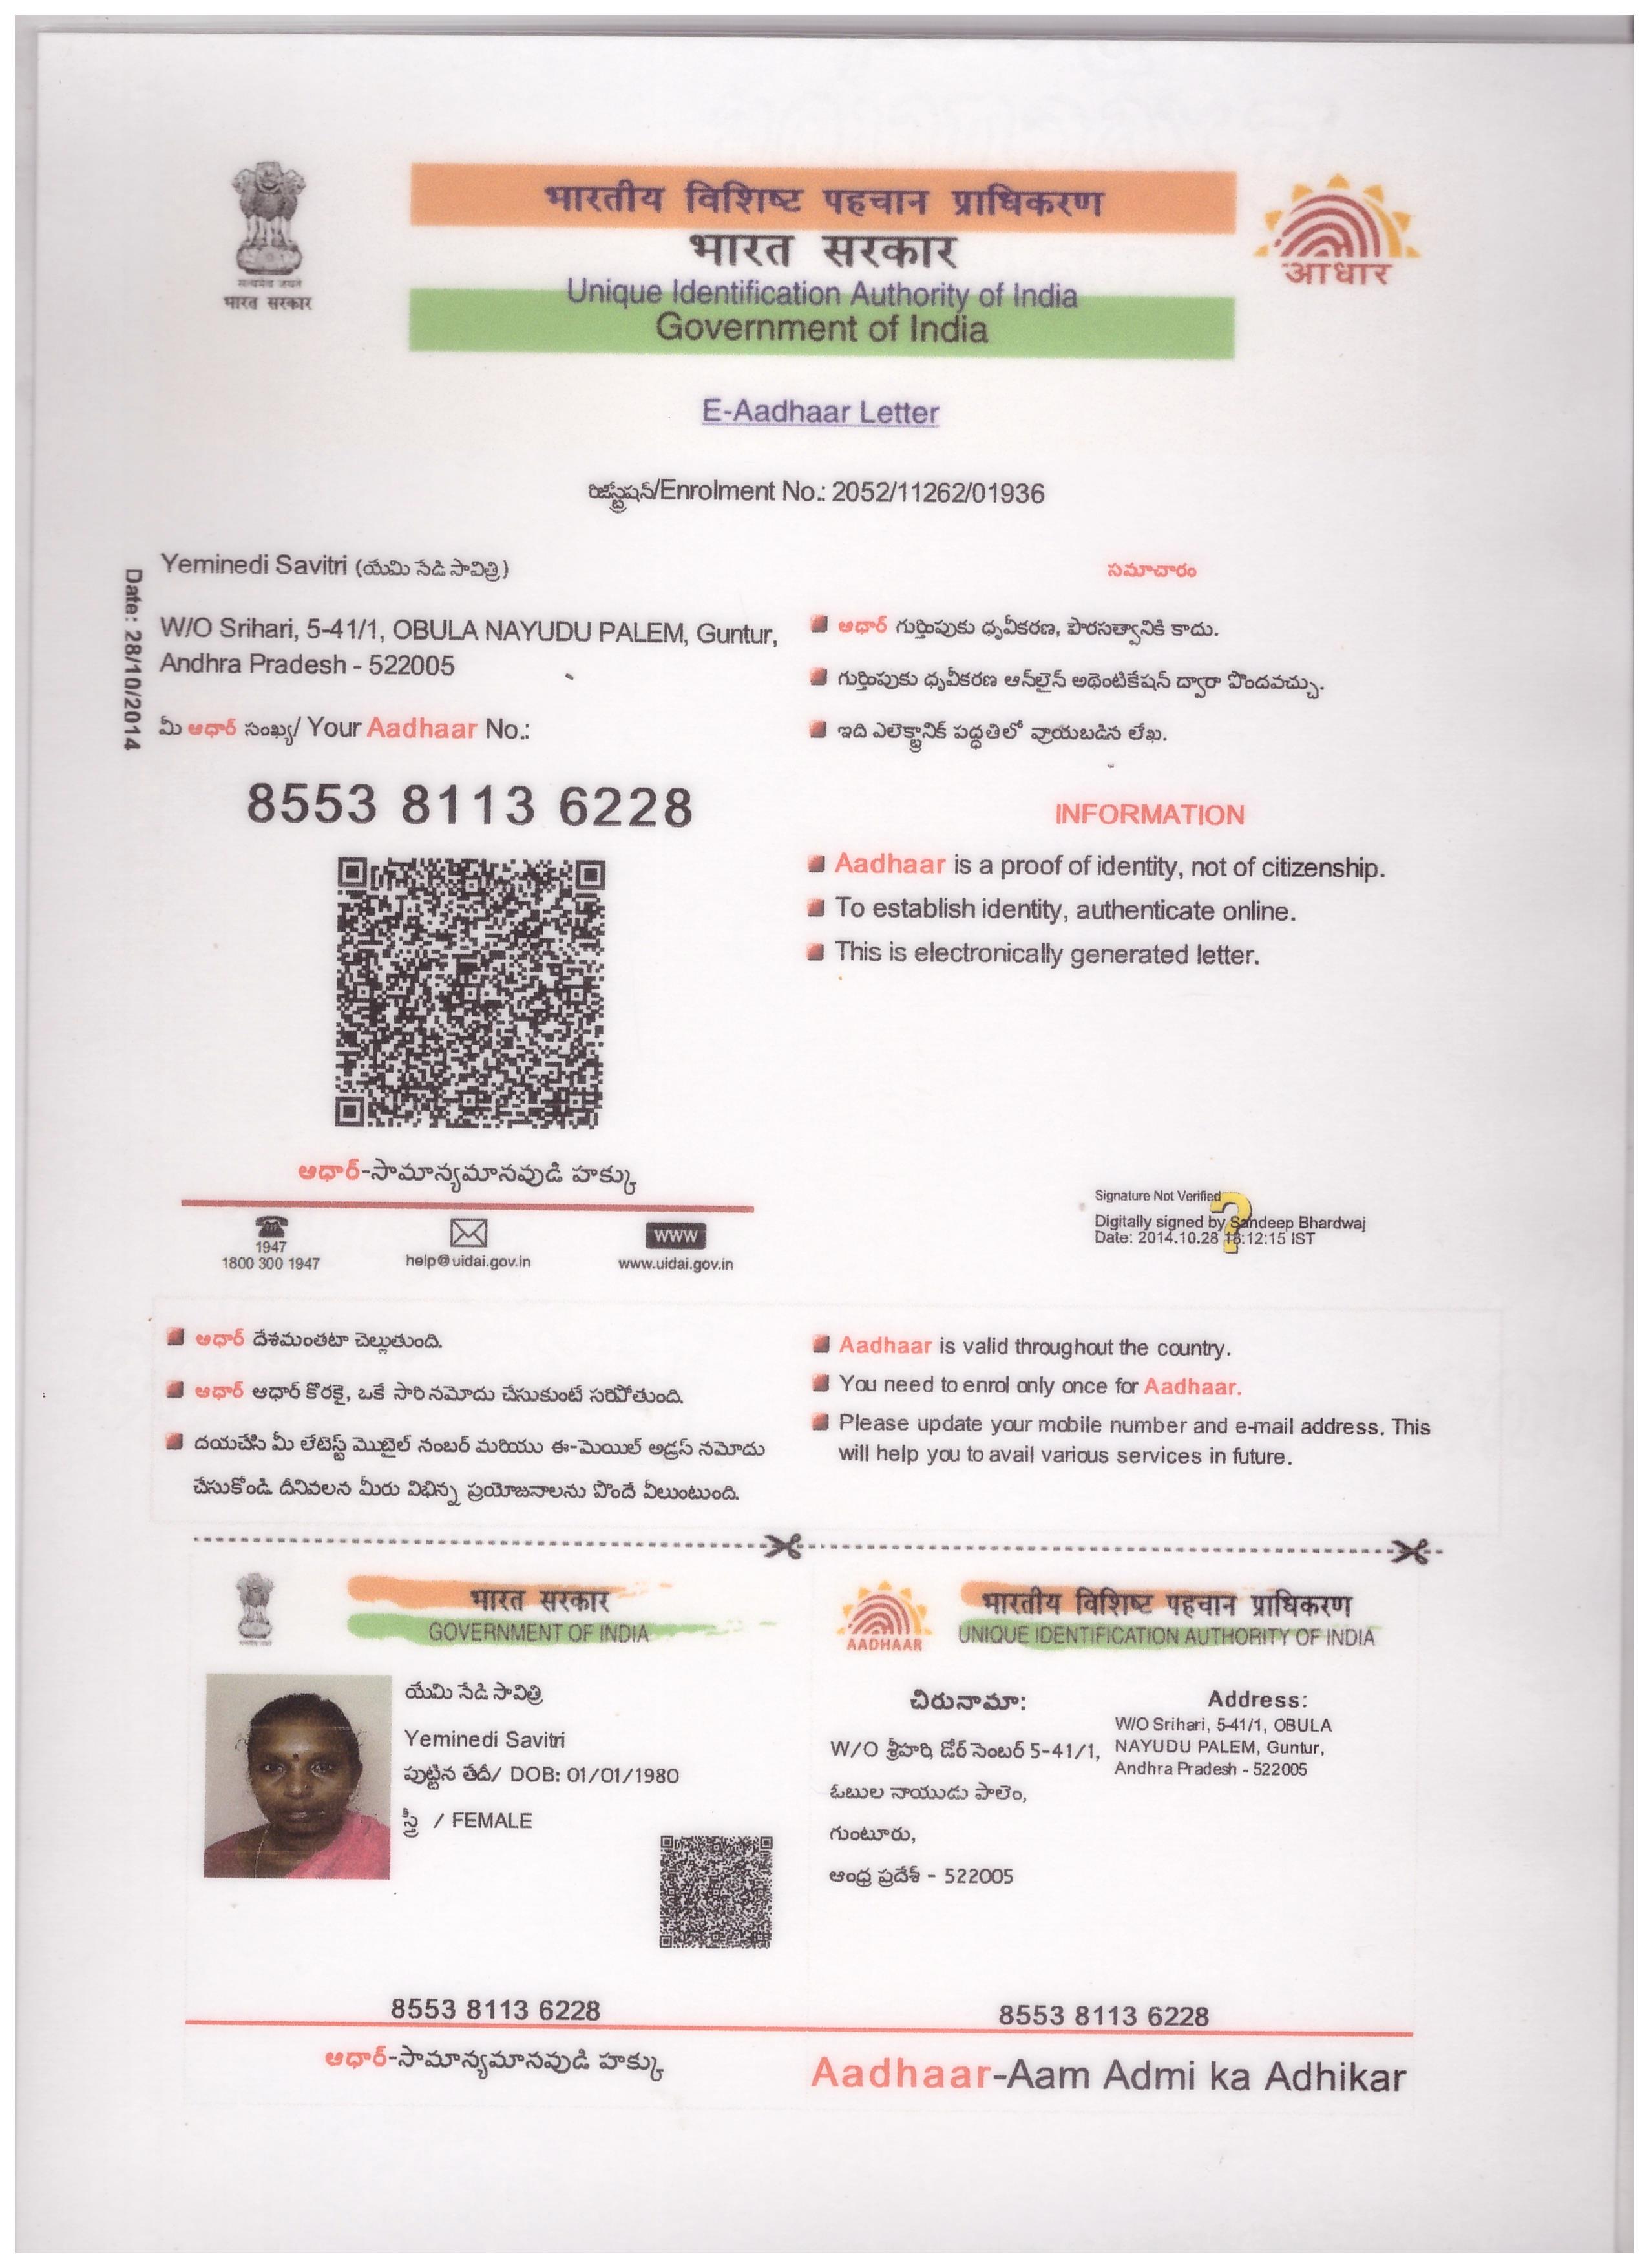 भारतीय विशिष्ट पहचान प्राधिकरण
भारत सरकार
Unique Identification Authority of India
Government of India
सत्यमेव जयते
भारत सरकार
आधार
E-Aadhaar Letter
రిజిస్ట్రేషన్/Enrolment No.: 2052/11262/01936
Date: 28/10/2014
Yeminedi Savitri (యేమి నేడి సావిత్రి)
W/O Srihari, 5-41/1, OBULA NAYUDU PALEM, Guntur,
Andhra Pradesh - 522005
మీ ఆధార్ సంఖ్య/ Your Aadhaar No.:
8553 8113 6228
ఆధార్-సామాన్యమానవుడి హక్కు
1947
1800 300 1947
help@uidai.gov.in
www
www.uidai.gov.in
సమాచారం
ఆధార్ గుర్తింపుకు ధృవీకరణ, పౌరసత్వానికి కాదు.
గుర్తింపుకు ధృవీకరణ ఆన్‌లైన్ అథెంటికేషన్ ద్వారా పొందవచ్చు.
ఇది ఎలెక్ట్రానిక్ పద్ధతిలో వ్రాయబడిన లేఖ.
INFORMATION
Aadhaar is a proof of identity, not of citizenship.
To establish identity, authenticate online.
This is electronically generated letter.
Signature Not Verified
Digitally signed by Sandeep Bhardwaj
Date: 2014.10.28 18:12:15 IST
ఆధార్ దేశమంతటా చెల్లుతుంది.
ఆధార్ ఆధార్ కొరకై, ఒకే సారి నమోదు చేసుకుంటే సరిపోతుంది.
దయచేసి మీ లేటెస్ట్ మొబైల్ నంబర్ మరియు ఈ-మెయిల్ అడ్రస్ నమోదు
చేసుకోండి. దీనివలన మీరు విభిన్న ప్రయోజనాలను పొందే వీలుంటుంది.
Aadhaar is valid throughout the country.
You need to enrol only once for Aadhaar.
Please update your mobile number and e-mail address. This
will help you to avail various services in future.
भारत सरकार
GOVERNMENT OF INDIA
యేమి నేడి సావిత్రి
Yeminedi Savitri
పుట్టిన తేదీ/ DOB: 01/01/1980
స్త్రీ / FEMALE
8553 8113 6228
ఆధార్-సామాన్యమానవుడి హక్కు
AADHAAR
भारतीय विशिष्ट पहचान प्राधिकरण
UNIQUE IDENTIFICATION AUTHORITY OF INDIA
చిరునామా:
W/O శ్రీహరి, డోర్ నెంబర్ 5-41/1,
ఓబుల నాయుడు పాలెం,
గుంటూరు,
ఆంధ్ర ప్రదేశ్ - 522005
Address:
W/O Srihari, 5-41/1, OBULA
NAYUDU PALEM, Guntur,
Andhra Pradesh - 522005
8553 8113 6228
Aadhaar-Aam Admi ka Adhikar